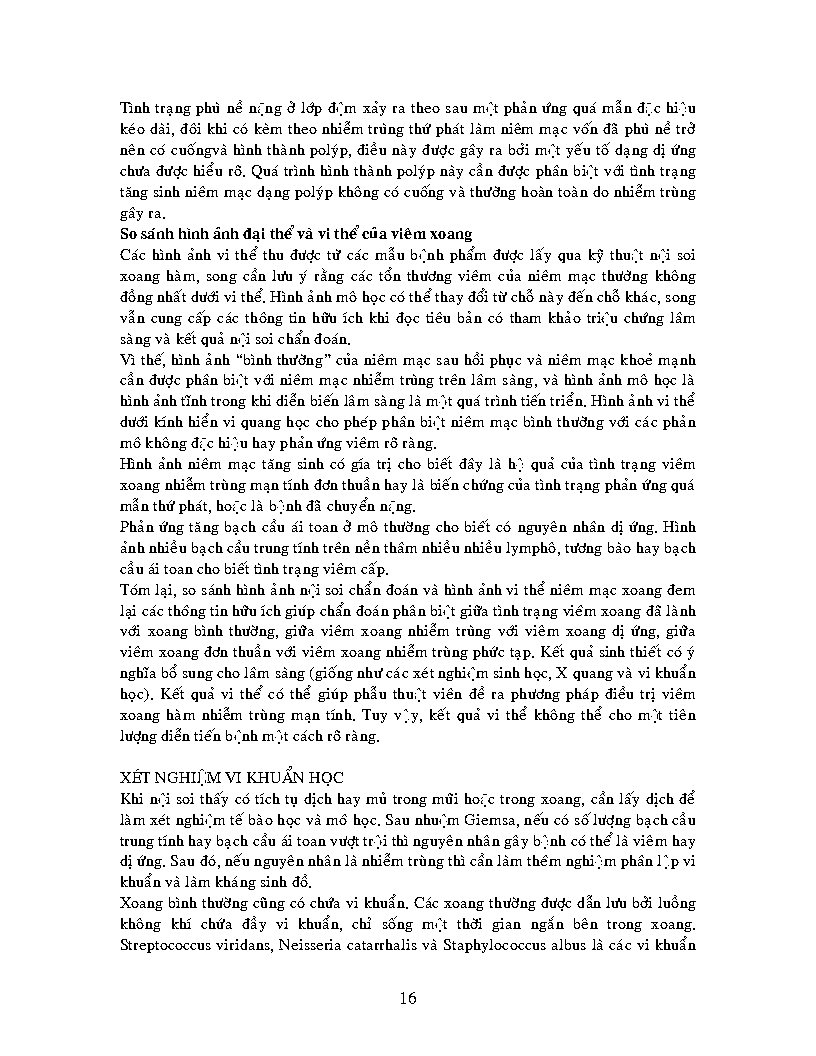 Tình trạng phù nề nặng ở lớp đệm xảy ra theo sau một phản ứng quá mẫn đặc hiệu
kéo dài, đôi khi có kèm theo nhiễm trùng thứ phát làm niêm mạc vốn đã phù nề trở
nên có cuốngvà hình thành polýp, điều này được gây ra bởi một yếu tố dạng dị ứng
chưa được hiểu rõ. Quá trình hình thành polýp này cần được phân biệt với tình trạng
tăng sinh niêm mạc dạng polýp không có cuống và thường hoàn toàn do nhiễm trùng
gây ra.
So sánh hình ảnh đại thể và vi thể của viêm xoang
Các hình ảnh vi thể thu được từ các mẫu bệnh phẩm được lấy qua kỹ thuật nội soi
xoang hàm, song cần lưu ý rằng các tổn thương viêm của niêm mạc thường không
đồng nhất dưới vi thể. Hình ảnh mô học có thể thay đổi từ chỗ này đến chỗ khác, song
vẫn cung cấp các thông tin hữu ích khi đọc tiêu bản có tham khảo triệu chứng lâm
sàng và kết quả nội soi chẩn đoán.
Vì thế, hình ảnh “bình thường” của niêm mạc sau hồi phục và niêm mạc khoẻ mạnh
cần được phân biệt với niêm mạc nhiễm trùng trên lâm sàng, và hình ảnh mô học là
hình ảnh tĩnh trong khi diễn biến lâm sàng là một quá trình tiến triển. Hình ảnh vi thể
dưới kính hiển vi quang học cho phép phân biệt niêm mạc bình thường với các phản
mô không đặc hiệu hay phản ứng viêm rõ ràng.
Hình ảnh niêm mạc tăng sinh có gía trị cho biết đây là hệ quả của tình trạng viêm
xoang nhiễm trùng mạn tính đơn thuần hay là biến chứng của tình trạng phản ứng quá
mẫn thứ phát, hoặc là bệnh đã chuyển nặng.
Phản ứng tăng bạch cầu ái toan ở mô thường cho biết có nguyên nhân dị ứng. Hình
ảnh nhiều bạch cầu trung tính trên nền thâm nhiều nhiều lymphô, tương bào hay bạch
cầu ái toan cho biết tình trạng viêm cấp.
Tóm lại, so sánh hình ảnh nội soi chẩn đoán và hình ảnh vi thể niêm mạc xoang đem
lại các thông tin hữu ích giúp chẩn đoán phân biệt giữa tình trạng viêm xoang đã lành
với xoang bình thường, giữa viêm xoang nhiễm trùng với viêm xoang dị ứng, giữa
viêm xoang đơn thuần với viêm xoang nhiễm trùng phức tạp. Kết quả sinh thiết có ý
nghĩa bổ sung cho lâm sàng (giống như các xét nghiệm sinh học, X quang và vi khuẩn
học). Kết quả vi thể có thể giúp phẫu thuật viên đề ra phương pháp điều trị viêm
xoang hàm nhiễm trùng mạn tính. Tuy vậy, kết quả vi thể không thể cho một tiên
lượng diễn tiến bệnh một cách rõ ràng.
XÉT NGHIỆM VI KHUẨN HỌC
Khi nội soi thấy có tích tụ dịch hay mủ trong mũi hoặc trong xoang, cần lấy dịch để
làm xét nghiệm tế bào học và mô học. Sau nhuộm Giemsa, nếu có số lượng bạch cầu
trung tính hay bạch cầu ái toan vượt trội thì nguyên nhân gây bệnh có thể là viêm hay
dị ứng. Sau đó, nếu nguyên nhân là nhiễm trùng thì cần làm thêm nghiệm phân lập vi
khuẩn và làm kháng sinh đồ.
Xoang bình thường cũng có chứa vi khuẩn. Các xoang thường được dẫn lưu bởi luồng
không khí chứa đầy vi khuẩn, chỉ sống một thời gian ngắn bên trong xoang.
Streptococcus viridans, Neisseria catarrhalis và Staphylococcus albus là các vi khuẩn
16